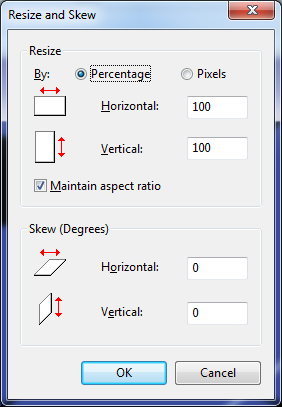 Resize and Skew
Resize
By: Percentage Pixels
Horizontal: 100
Vertical: 100
Maintain aspect ratio
Skew (Degrees)
Horizontal: 0
Vertical: 0
OK Cancel